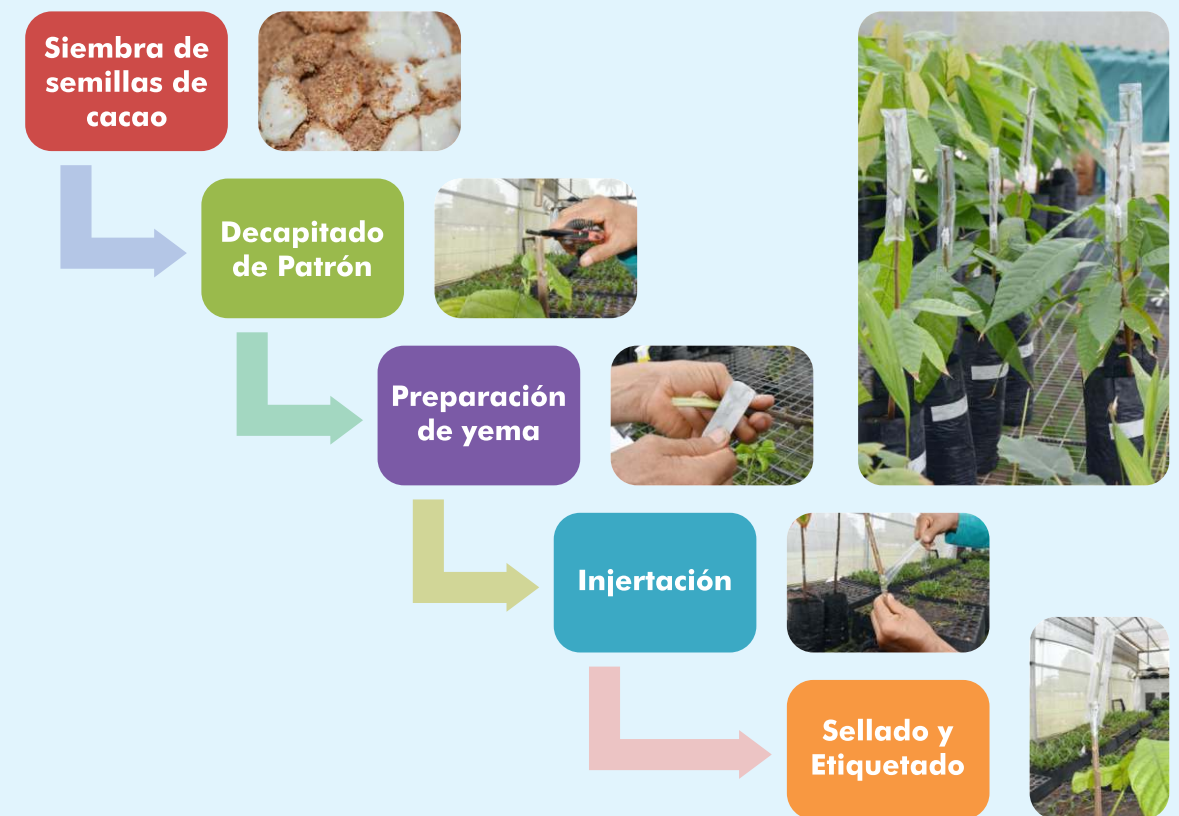 Siembra de
semillas de
cacao
Decapitado
de Patrón
Preparación
de yema
Injertación
Sellado y
Etiquetado